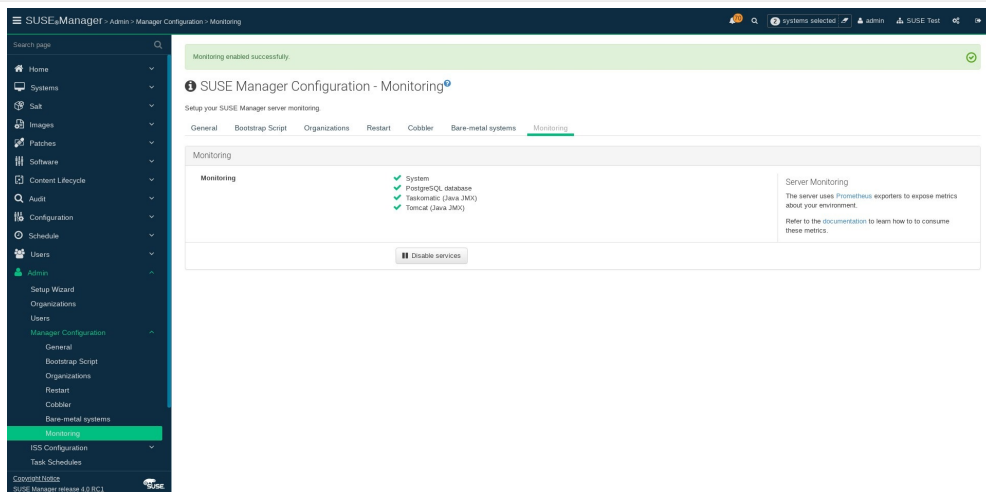 SUSE®Manager > Admin > Manager Configuration > Monitoring
2 systems selected
admin
SUSE Test
Search page
Home
Systems
Salt
Images
Patches
Software
Content Lifecycle
Audit
Configuration
Schedule
Users
Admin
Setup Wizard
Organizations
Users
Manager Configuration
General
Bootstrap Script
Organizations
Restart
Cobbler
Bare-metal systems
Monitoring
ISS Configuration
Task Schedules
Copyright Notice
SUSE Manager release 4.0 RC1
SUSE
Monitoring enabled successfully.
SUSE Manager Configuration - Monitoring
Setup your SUSE Manager server monitoring.
General Bootstrap Script Organizations Restart Cobbler Bare-metal systems Monitoring
Monitoring
Monitoring
System
PostgreSQL database
Taskomatic (Java JMX)
Tomcat (Java JMX)
Disable services
Server Monitoring
The server uses Prometheus exporters to expose metrics
about your environment.
Refer to the documentation to learn how to to consume
these metrics.